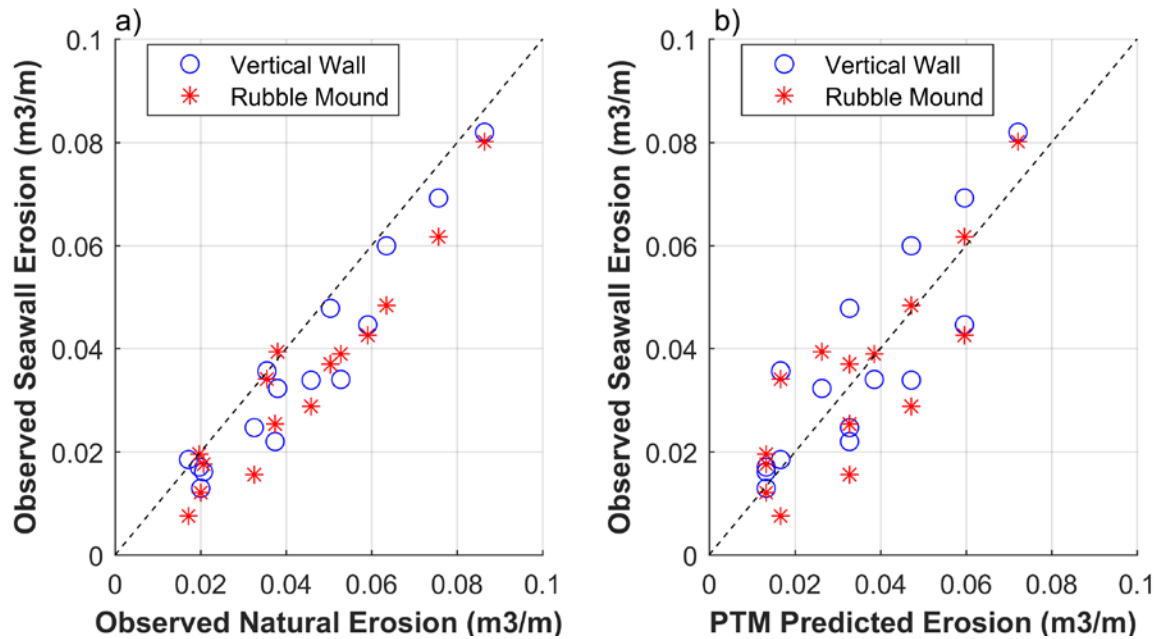 a)
Vertical Wall
Rubble Mound
Observed Seawall Erosion (m3/m)
0.1
0.08
0.06
0.04
0.02
0
0 0.02 0.04 0.06 0.08 0.1
Observed Natural Erosion (m3/m)
b)
Vertical Wall
Rubble Mound
Observed Seawall Erosion (m3/m)
0.1
0.08
0.06
0.04
0.02
0
0 0.02 0.04 0.06 0.08 0.1
PTM Predicted Erosion (m3/m)